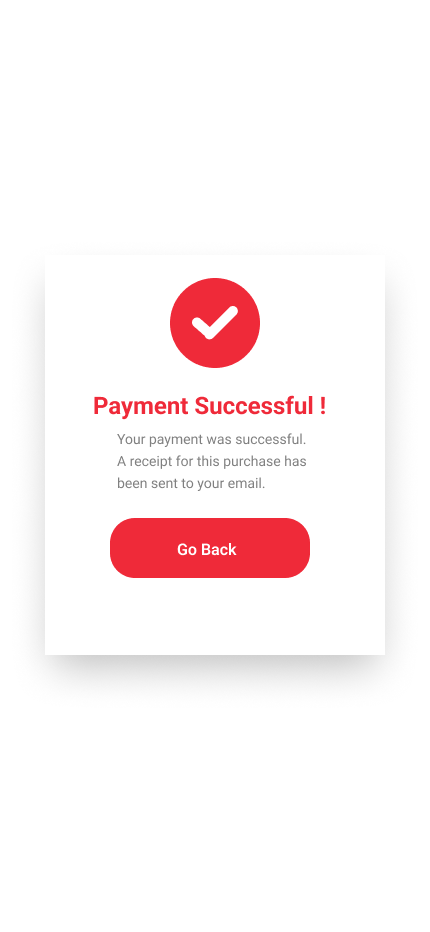 Payment Successful !
Your payment was successful.
A receipt for this purchase has
been sent to your email.
Go Back